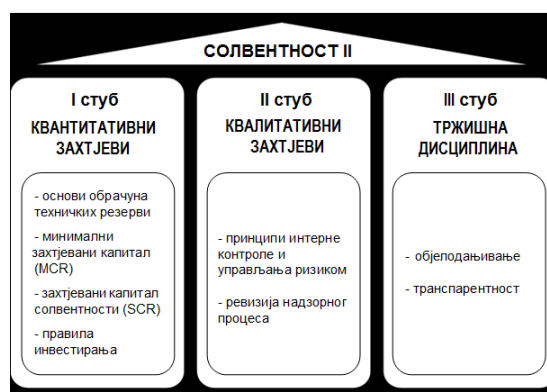 СОЛВЕНТНОСТ II
I стуб
КВАНТИТАТИВНИ
ЗАХТЈЕВИ
- основи обрачуна
техничких резерви
- минимални
захтјевани капитал
(MCR)
- захтјевани капитал
солвентности (SCR)
- правила
инвестирања
II стуб
КВАЛИТАТИВНИ
ЗАХТЈЕВИ
- принципи интерне
контроле и
управљања ризиком
- ревизија надзорног
процеса
III стуб
ТРЖИШНА
ДИСЦИПЛИНА
- објеподањивање
- транспарентност